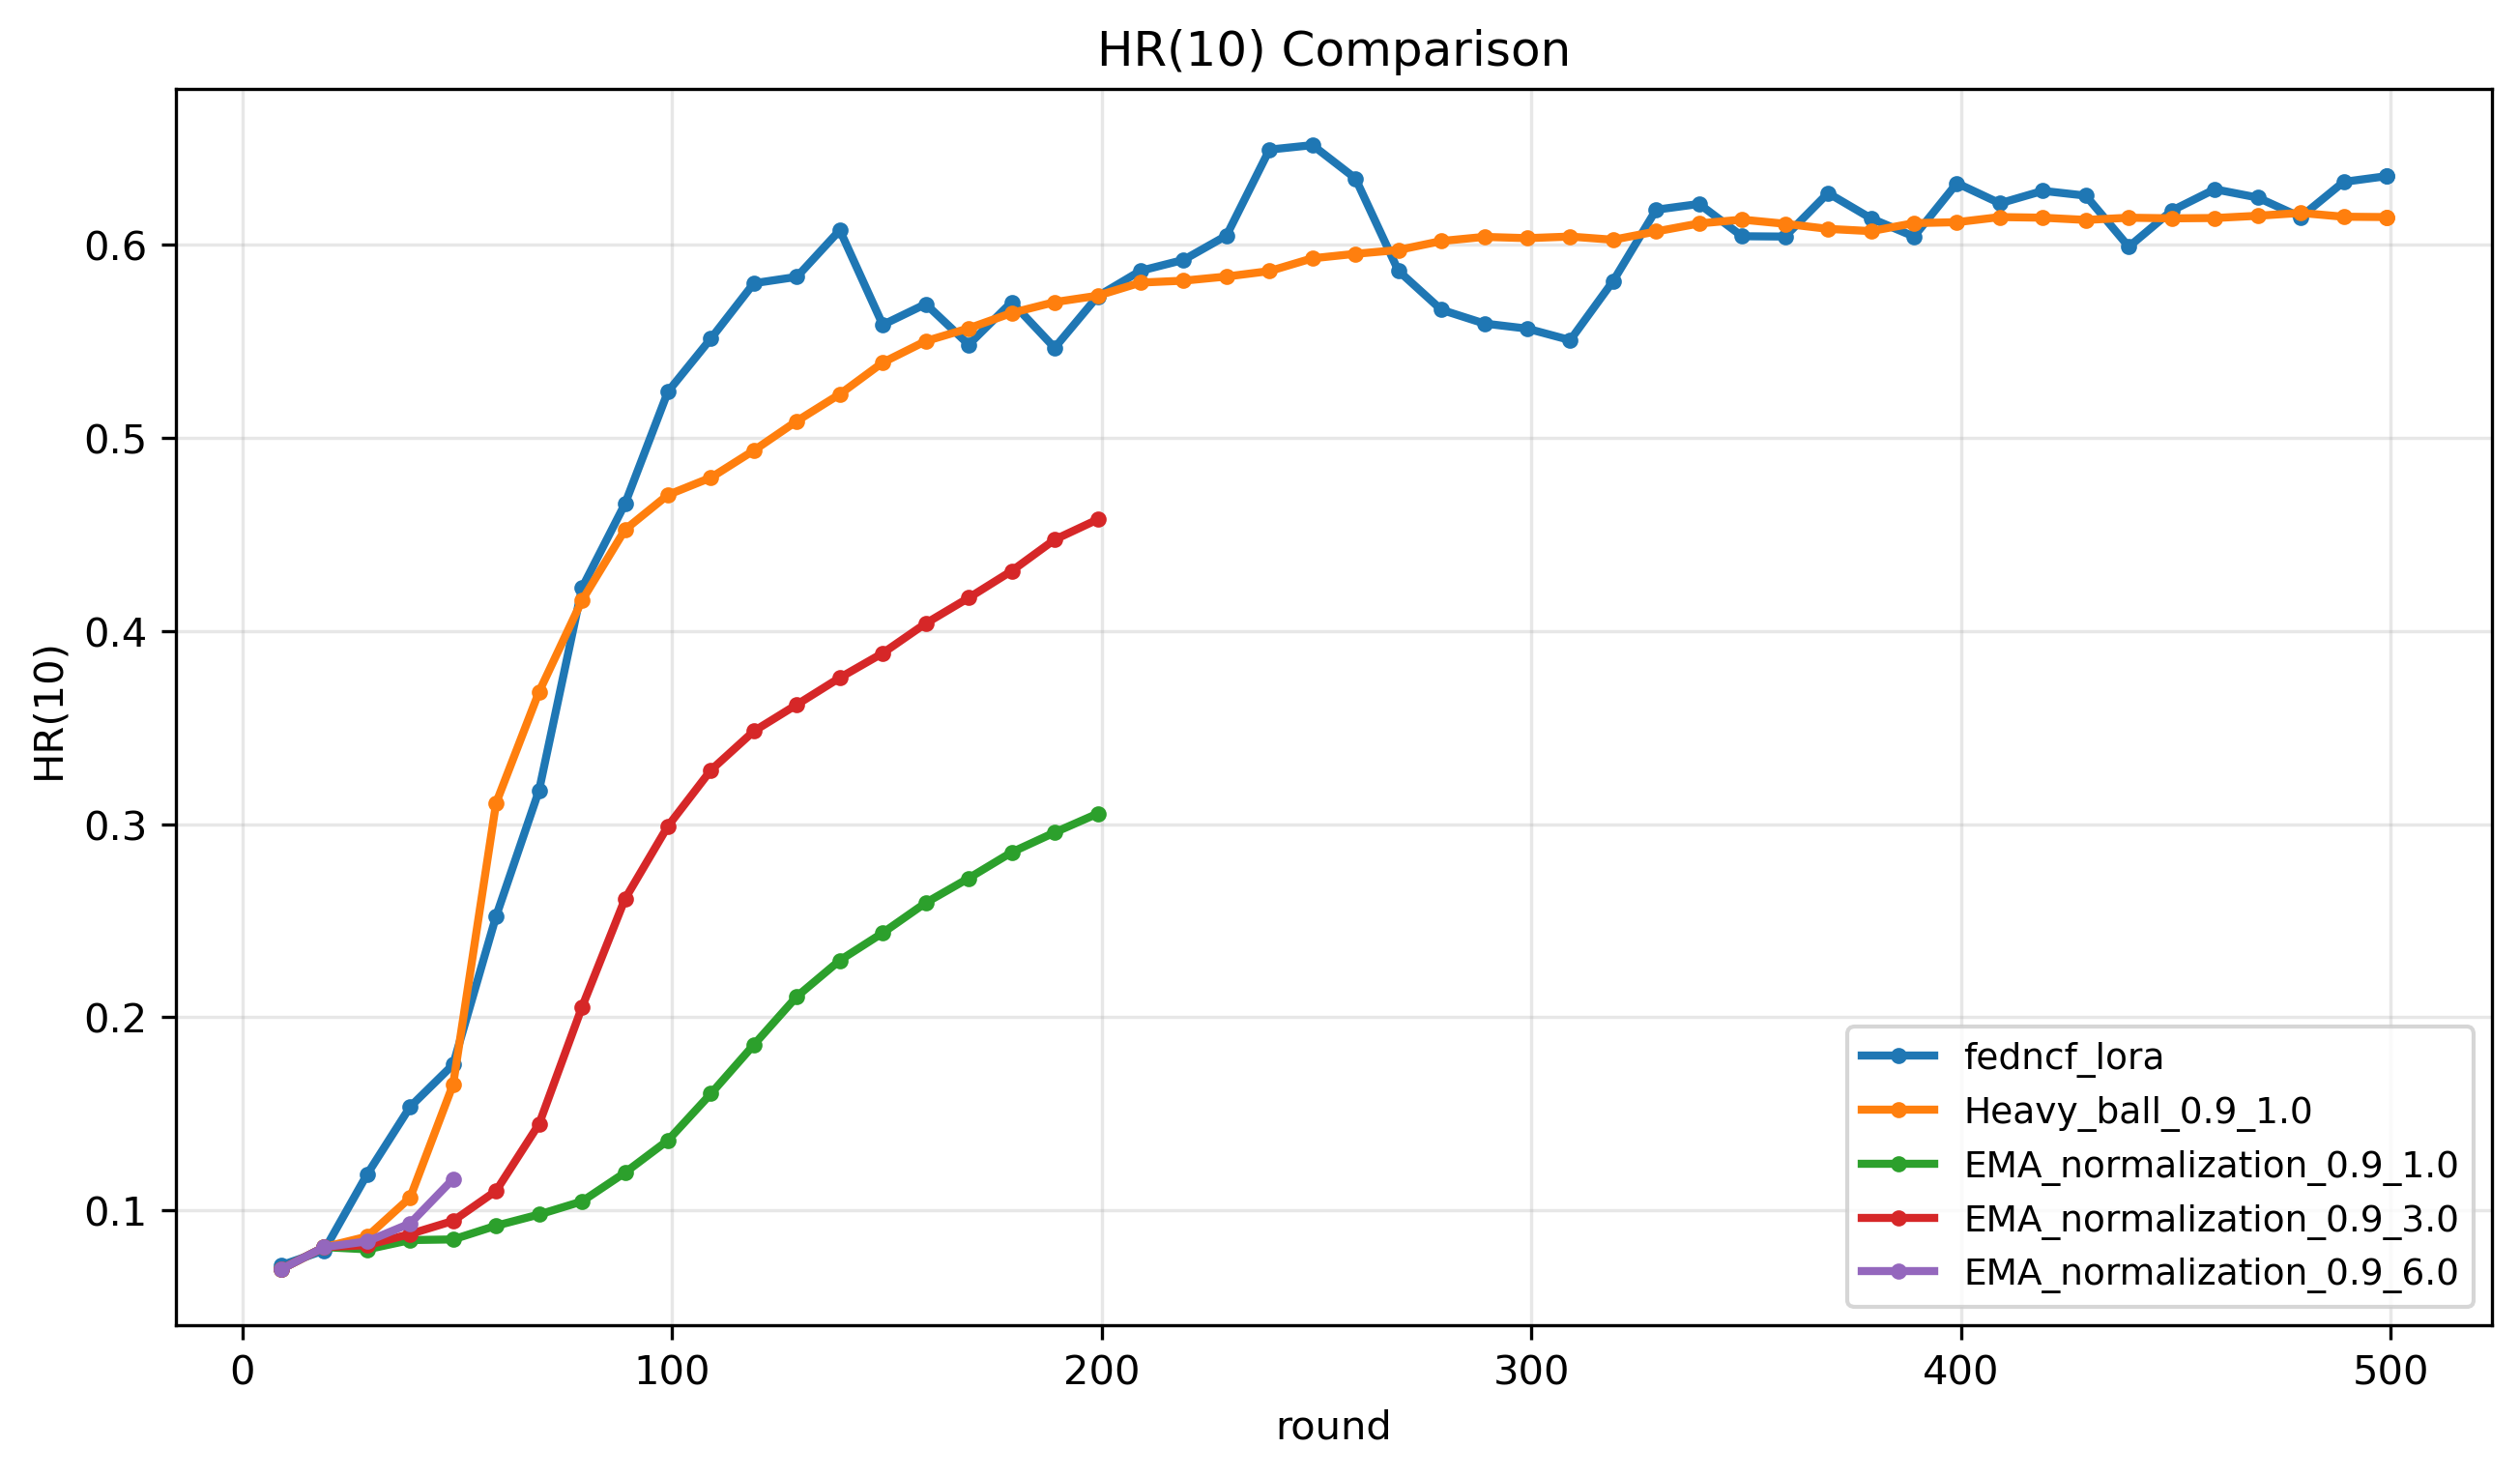 HR(10) Comparison
HR(10)
0.6
0.5
0.4
0.3
0.2
0.1
0 100 200 300 400 500
round
fedncf_lora
Heavy_ball_0.9_1.0
EMA_normalization_0.9_1.0
EMA_normalization_0.9_3.0
EMA_normalization_0.9_6.0